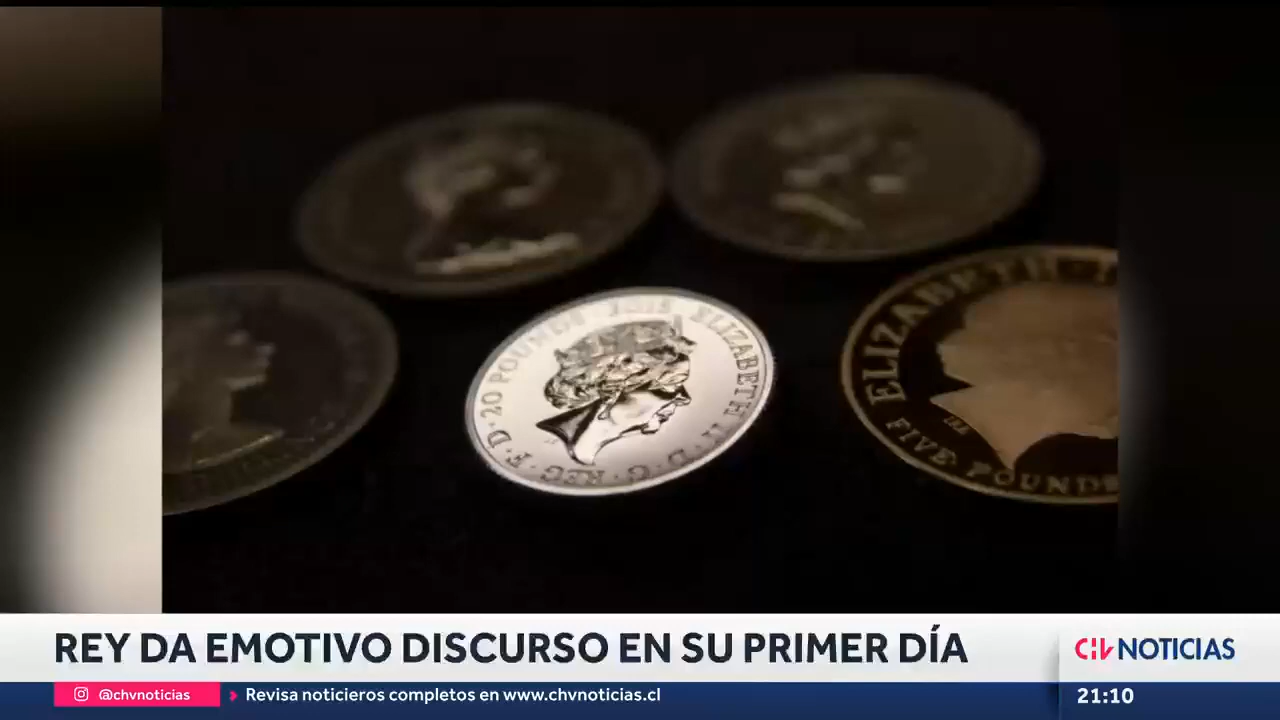 ELIZABETH II · D · G · REG · F · D · 20 POUNDS
ELIZABETH
FIVE POUNDS
REY DA EMOTIVO DISCURSO EN SU PRIMER DÍA
CHV NOTICIAS
@chvnoticias
Revisa noticieros completos en www.chvnoticias.cl
21:10